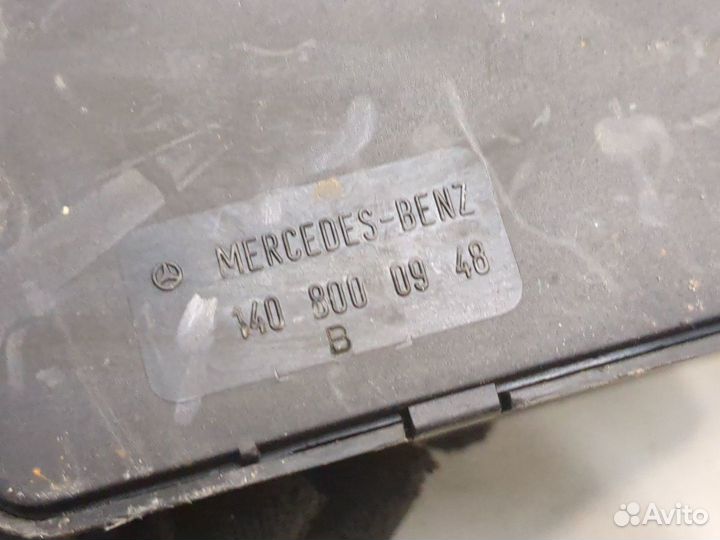 MERCEDES-BENZ
140 800 09 48
B
Avito